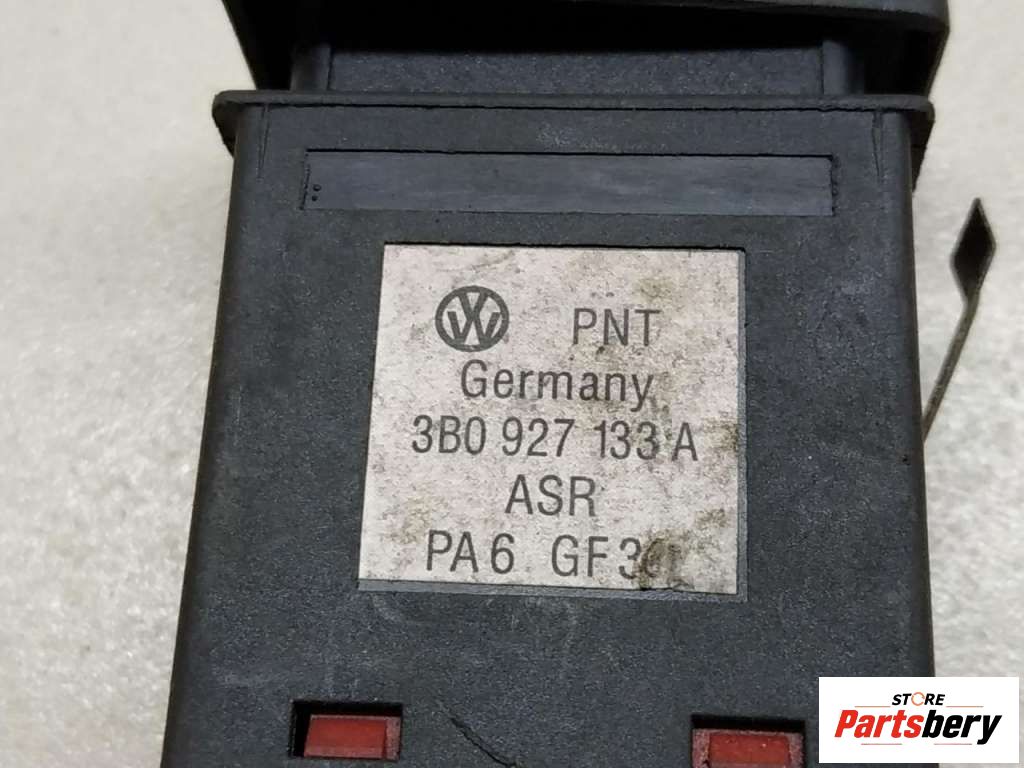 PNT
Germany
3B0 927 133 A
ASR
PA6
STORE
Partsbery